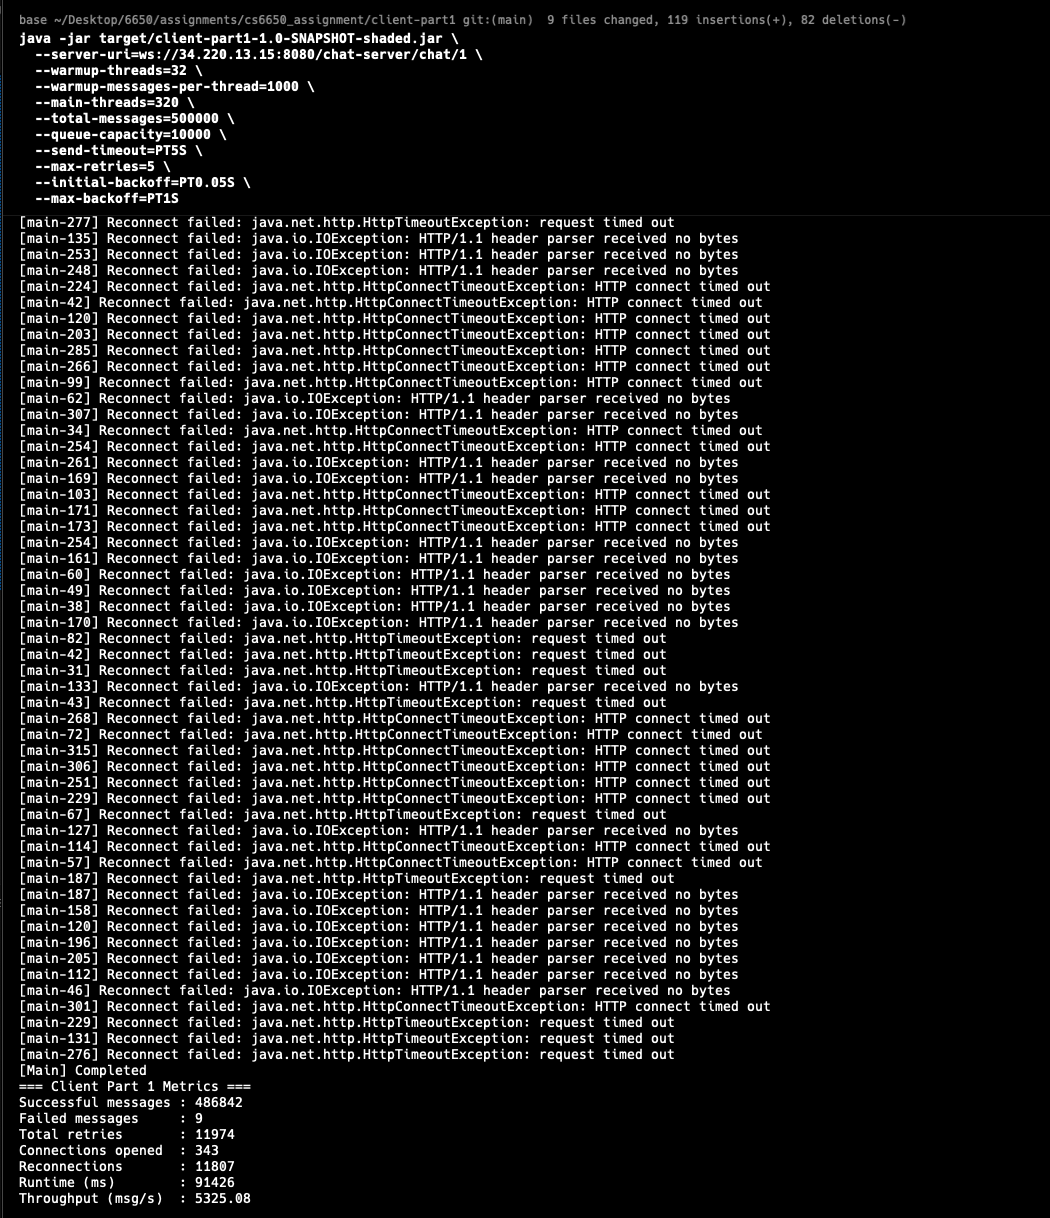 base ~/Desktop/6650/assignments/cs6650_assignment/client-part1 git:(main)  9 files changed, 119 insertions(+), 82 deletions(-)
java -jar target/client-part1-1.0-SNAPSHOT-shaded.jar \
  --server-uri=ws://34.220.13.15:8080/chat-server/chat/1 \
  --warmup-threads=32 \
  --warmup-messages-per-thread=1000 \
  --main-threads=320 \
  --total-messages=500000 \
  --queue-capacity=10000 \
  --send-timeout=PT5S \
  --max-retries=5 \
  --initial-backoff=PT0.05S \
  --max-backoff=PT1S
[main-277] Reconnect failed: java.net.http.HttpTimeoutException: request timed out
[main-135] Reconnect failed: java.io.IOException: HTTP/1.1 header parser received no bytes
[main-253] Reconnect failed: java.io.IOException: HTTP/1.1 header parser received no bytes
[main-248] Reconnect failed: java.io.IOException: HTTP/1.1 header parser received no bytes
[main-224] Reconnect failed: java.net.http.HttpConnectTimeoutException: HTTP connect timed out
[main-42] Reconnect failed: java.net.http.HttpConnectTimeoutException: HTTP connect timed out
[main-120] Reconnect failed: java.net.http.HttpConnectTimeoutException: HTTP connect timed out
[main-203] Reconnect failed: java.net.http.HttpConnectTimeoutException: HTTP connect timed out
[main-285] Reconnect failed: java.net.http.HttpConnectTimeoutException: HTTP connect timed out
[main-266] Reconnect failed: java.net.http.HttpConnectTimeoutException: HTTP connect timed out
[main-99] Reconnect failed: java.net.http.HttpConnectTimeoutException: HTTP connect timed out
[main-62] Reconnect failed: java.io.IOException: HTTP/1.1 header parser received no bytes
[main-307] Reconnect failed: java.io.IOException: HTTP/1.1 header parser received no bytes
[main-34] Reconnect failed: java.net.http.HttpConnectTimeoutException: HTTP connect timed out
[main-254] Reconnect failed: java.net.http.HttpConnectTimeoutException: HTTP connect timed out
[main-261] Reconnect failed: java.io.IOException: HTTP/1.1 header parser received no bytes
[main-169] Reconnect failed: java.io.IOException: HTTP/1.1 header parser received no bytes
[main-103] Reconnect failed: java.net.http.HttpConnectTimeoutException: HTTP connect timed out
[main-171] Reconnect failed: java.net.http.HttpConnectTimeoutException: HTTP connect timed out
[main-173] Reconnect failed: java.net.http.HttpConnectTimeoutException: HTTP connect timed out
[main-254] Reconnect failed: java.io.IOException: HTTP/1.1 header parser received no bytes
[main-161] Reconnect failed: java.io.IOException: HTTP/1.1 header parser received no bytes
[main-60] Reconnect failed: java.io.IOException: HTTP/1.1 header parser received no bytes
[main-49] Reconnect failed: java.io.IOException: HTTP/1.1 header parser received no bytes
[main-38] Reconnect failed: java.io.IOException: HTTP/1.1 header parser received no bytes
[main-170] Reconnect failed: java.io.IOException: HTTP/1.1 header parser received no bytes
[main-82] Reconnect failed: java.net.http.HttpTimeoutException: request timed out
[main-42] Reconnect failed: java.net.http.HttpTimeoutException: request timed out
[main-31] Reconnect failed: java.net.http.HttpTimeoutException: request timed out
[main-133] Reconnect failed: java.io.IOException: HTTP/1.1 header parser received no bytes
[main-43] Reconnect failed: java.net.http.HttpTimeoutException: request timed out
[main-268] Reconnect failed: java.net.http.HttpConnectTimeoutException: HTTP connect timed out
[main-72] Reconnect failed: java.net.http.HttpConnectTimeoutException: HTTP connect timed out
[main-315] Reconnect failed: java.net.http.HttpConnectTimeoutException: HTTP connect timed out
[main-306] Reconnect failed: java.net.http.HttpConnectTimeoutException: HTTP connect timed out
[main-251] Reconnect failed: java.net.http.HttpConnectTimeoutException: HTTP connect timed out
[main-229] Reconnect failed: java.net.http.HttpConnectTimeoutException: HTTP connect timed out
[main-67] Reconnect failed: java.net.http.HttpTimeoutException: request timed out
[main-127] Reconnect failed: java.io.IOException: HTTP/1.1 header parser received no bytes
[main-114] Reconnect failed: java.net.http.HttpConnectTimeoutException: HTTP connect timed out
[main-57] Reconnect failed: java.net.http.HttpConnectTimeoutException: HTTP connect timed out
[main-187] Reconnect failed: java.net.http.HttpTimeoutException: request timed out
[main-187] Reconnect failed: java.io.IOException: HTTP/1.1 header parser received no bytes
[main-158] Reconnect failed: java.io.IOException: HTTP/1.1 header parser received no bytes
[main-120] Reconnect failed: java.io.IOException: HTTP/1.1 header parser received no bytes
[main-196] Reconnect failed: java.io.IOException: HTTP/1.1 header parser received no bytes
[main-205] Reconnect failed: java.io.IOException: HTTP/1.1 header parser received no bytes
[main-112] Reconnect failed: java.io.IOException: HTTP/1.1 header parser received no bytes
[main-46] Reconnect failed: java.io.IOException: HTTP/1.1 header parser received no bytes
[main-301] Reconnect failed: java.net.http.HttpConnectTimeoutException: HTTP connect timed out
[main-229] Reconnect failed: java.net.http.HttpTimeoutException: request timed out
[main-131] Reconnect failed: java.net.http.HttpTimeoutException: request timed out
[main-276] Reconnect failed: java.net.http.HttpTimeoutException: request timed out
[Main] Completed
=== Client Part 1 Metrics ===
Successful messages : 486842
Failed messages     : 9
Total retries       : 11974
Connections opened  : 343
Reconnections       : 11807
Runtime (ms)        : 91426
Throughput (msg/s)  : 5325.08